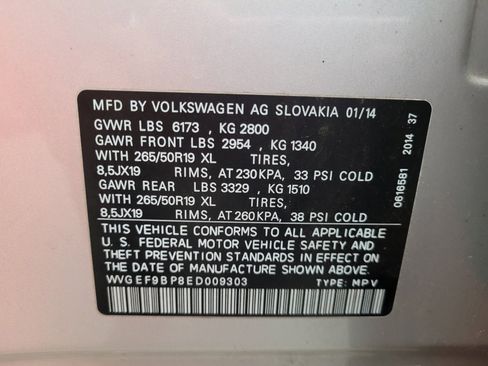 MFD BY VOLKSWAGEN AG SLOVAKIA 01/14
GVWR LBS 6173 , KG 2800
GAWR FRONT LBS 2954 , KG 1340
WITH 265/50R19 XL TIRES,
8,5JX19 RIMS, AT 230KPA, 33 PSI COLD
GAWR REAR LBS 3329 , KG 1510
WITH 265/50R19 XL TIRES,
8,5JX19 RIMS, AT 260KPA, 38 PSI COLD
THIS VEHICLE CONFORMS TO ALL APPLICABLE
U. S. FEDERAL MOTOR VEHICLE SAFETY AND
THEFT PREVENTION STANDARDS IN EFFECT ON
THE DATE OF MANUFACTURE SHOWN ABOVE.
WVGEF9BP8ED009303 TYPE: MPV
0616581 2014 37